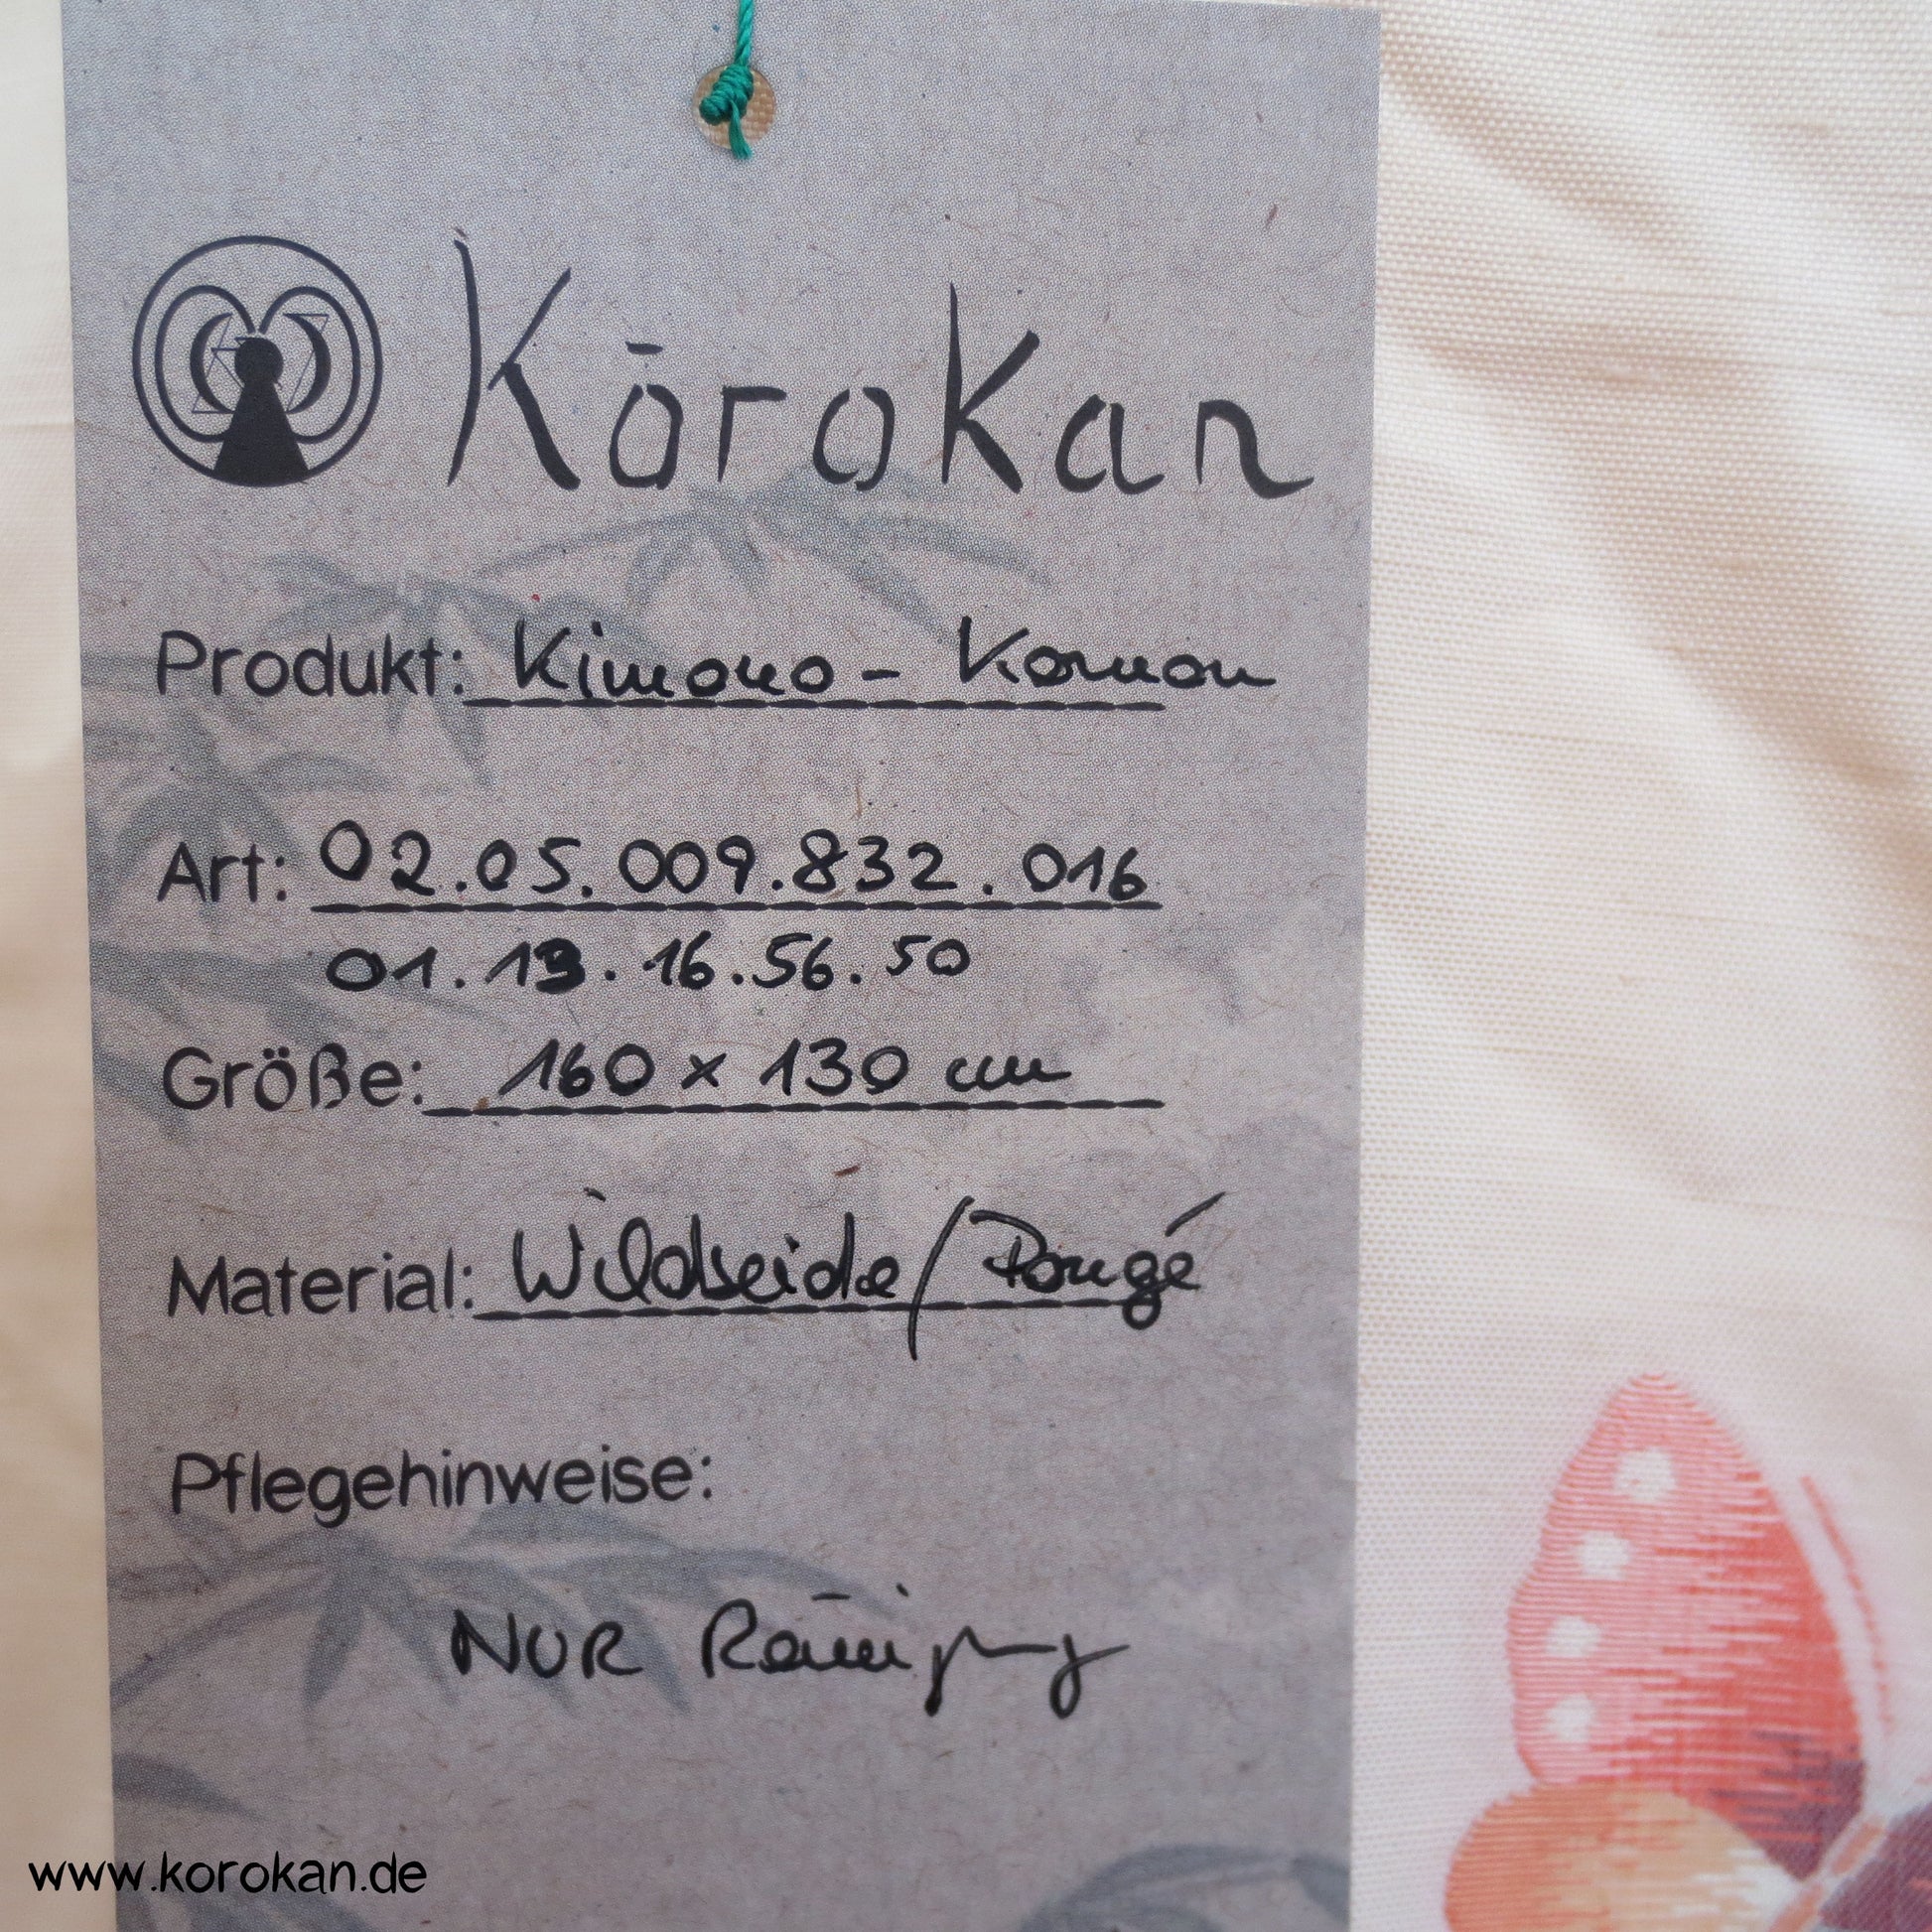 Kōrokan
Produkt: Kimono - Komon
Art: 02.05.009.832.016
01.13.16.56.50
Größe: 160 x 130 cm
Material: Wildseide/Pongé
Pflegehinweise:
NUR Reinigung
www.korokan.de